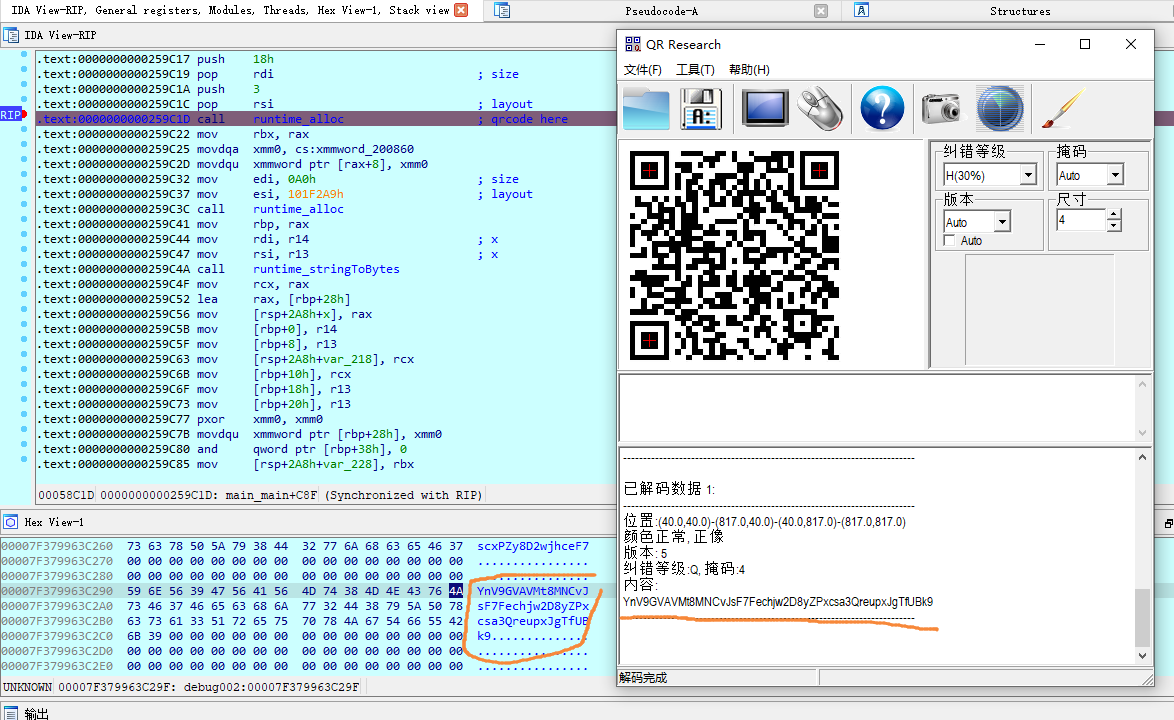 IDA View-RIP, General registers, Modules, Threads, Hex View-1, Stack view
Pseudocode-A
Structures
IDA View-RIP
.text:0000000000259C17 push 18h
.text:0000000000259C19 pop rdi ; size
.text:0000000000259C1A push 3
.text:0000000000259C1C pop rsi ; layout
RIP
.text:0000000000259C1D call runtime_alloc ; qrcode here
.text:0000000000259C22 mov rbx, rax
.text:0000000000259C25 movdqa xmm0, cs:xmmword_200860
.text:0000000000259C2D movdqu xmmword ptr [rax+8], xmm0
.text:0000000000259C32 mov edi, 0A0h ; size
.text:0000000000259C37 mov esi, 101F2A9h ; layout
.text:0000000000259C3C call runtime_alloc
.text:0000000000259C41 mov rbp, rax
.text:0000000000259C44 mov rdi, r14 ; x
.text:0000000000259C47 mov rsi, r13 ; x
.text:0000000000259C4A call runtime_stringToBytes
.text:0000000000259C4F mov rcx, rax
.text:0000000000259C52 lea rax, [rbp+28h]
.text:0000000000259C56 mov [rsp+2A8h+x], rax
.text:0000000000259C5B mov [rbp+0], r14
.text:0000000000259C5F mov [rbp+8], r13
.text:0000000000259C63 mov [rsp+2A8h+var_218], rcx
.text:0000000000259C6B mov [rbp+10h], rcx
.text:0000000000259C6F mov [rbp+18h], r13
.text:0000000000259C73 mov [rbp+20h], r13
.text:0000000000259C77 pxor xmm0, xmm0
.text:0000000000259C7B movdqu xmmword ptr [rbp+28h], xmm0
.text:0000000000259C80 and qword ptr [rbp+38h], 0
.text:0000000000259C85 mov [rsp+2A8h+var_228], rbx
00058C1D 0000000000259C1D: main_main+C8F (Synchronized with RIP)
Hex View-1
00007F379963C260 73 63 78 50 5A 79 38 44 32 77 6A 68 63 65 46 37 scxPZy8D2wjhceF7
00007F379963C270 00 00 00 00 00 00 00 00 00 00 00 00 00 00 00 00 ................
00007F379963C280 00 00 00 00 00 00 00 00 00 00 00 00 00 00 00 00 ................
00007F379963C290 59 6E 56 39 47 56 41 56 4D 74 38 4D 4E 43 76 4A YnV9GVAVMt8MNCvJ
00007F379963C2A0 73 46 37 46 65 63 68 6A 77 32 44 38 79 5A 50 78 sF7Fechjw2D8yZPx
00007F379963C2B0 63 73 61 33 51 72 65 75 70 78 4A 67 54 66 55 42 csa3QreupxJgTfUB
00007F379963C2C0 6B 39 00 00 00 00 00 00 00 00 00 00 00 00 00 00 k9..............
00007F379963C2D0 00 00 00 00 00 00 00 00 00 00 00 00 00 00 00 00 ................
00007F379963C2E0 00 00 00 00 00 00 00 00 00 00 00 00 00 00 00 00 ................
UNKNOWN 00007F379963C29F: debug002:00007F379963C29F
输出
QR Research
文件(F) 工具(T) 帮助(H)
纠错等级
H(30%)
掩码
Auto
版本
Auto
Auto
尺寸
4
已解码数据 1:
位置:(40.0,40.0)-(817.0,40.0)-(40.0,817.0)-(817.0,817.0)
颜色正常, 正像
版本: 5
纠错等级:Q, 掩码:4
内容:
YnV9GVAVMt8MNCvJsF7Fechjw2D8yZPxcsa3QreupxJgTfUBk9
解码完成